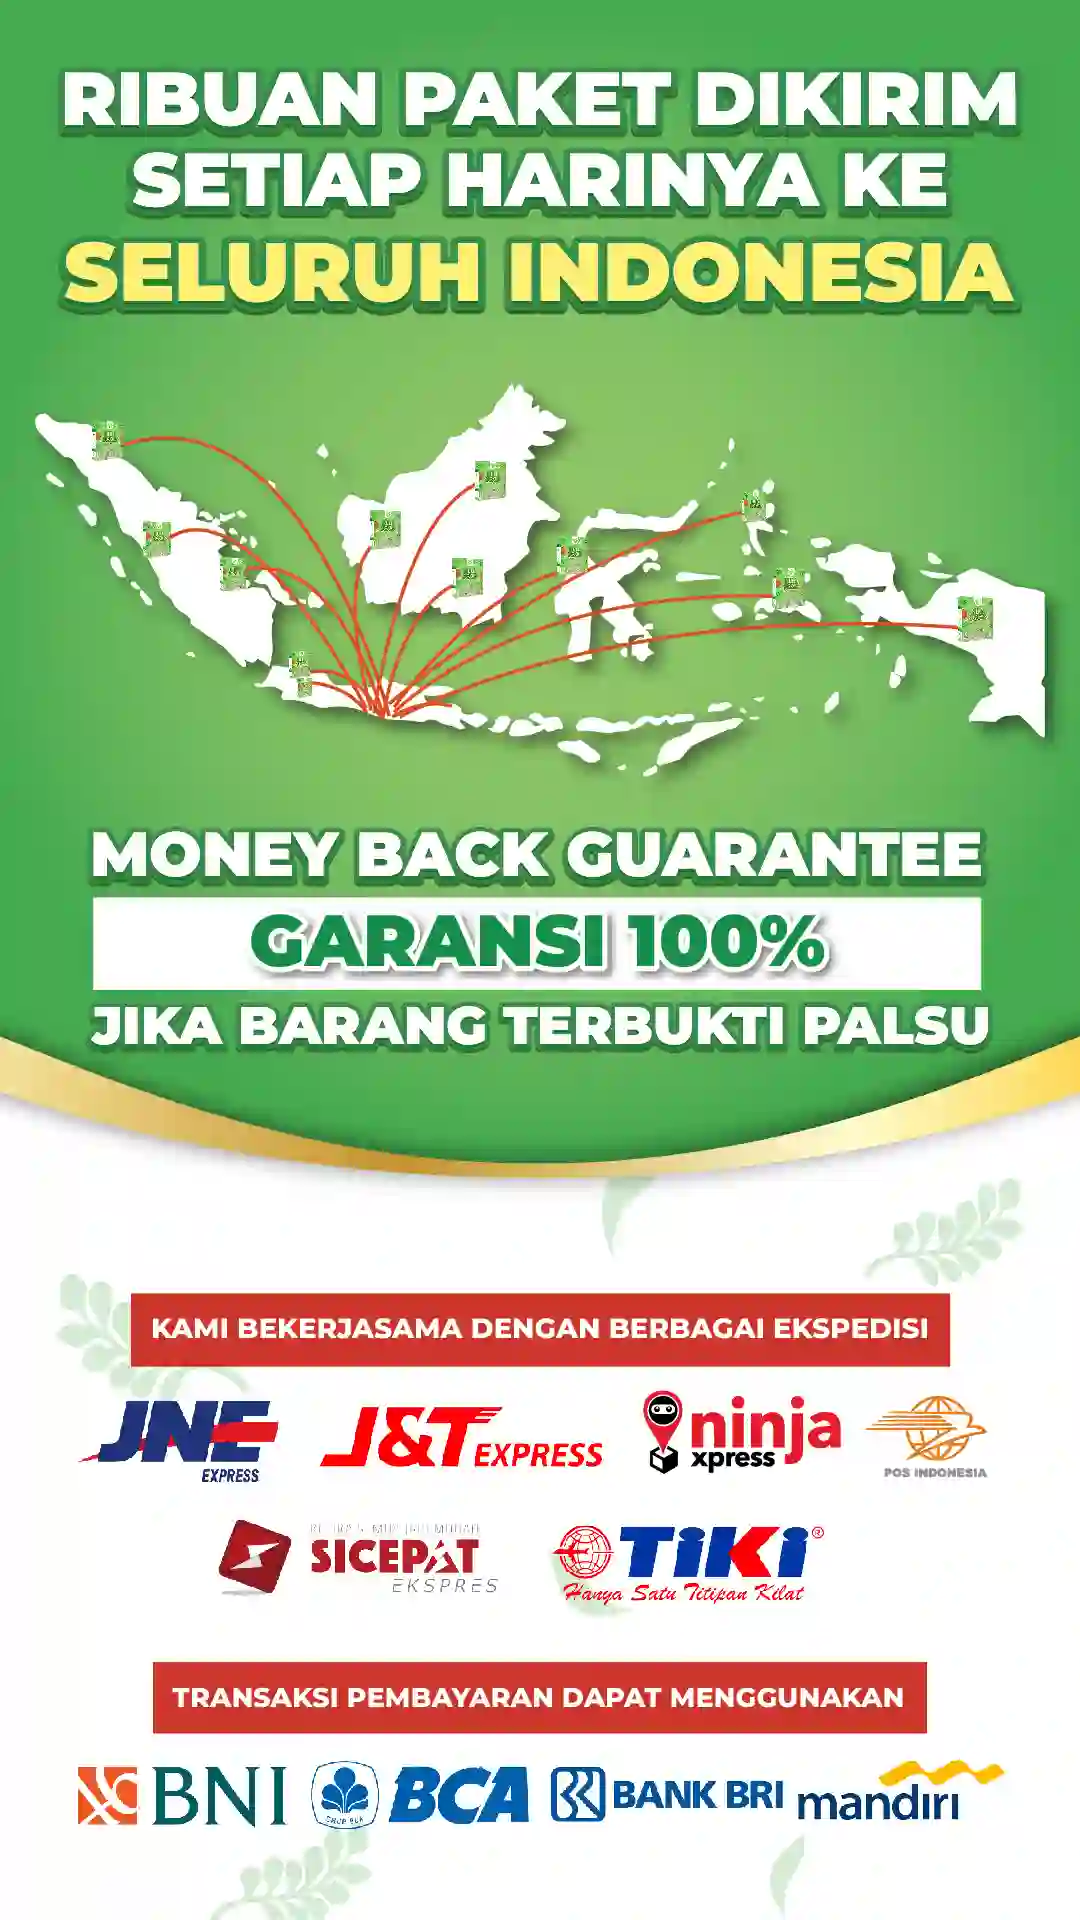 RIBUAN PAKET DIKIRIM
SETIAP HARINYA KE
SELURUH INDONESIA
MONEY BACK GUARANTEE
GARANSI 100%
JIKA BARANG TERBUKTI PALSU
KAMI BEKERJASAMA DENGAN BERBAGAI EKSPEDISI
JNE
EXPRESS
J&T EXPRESS
ninja
xpress
POS INDONESIA
SICEPAT
EKSPRES
TiKi®
Hanya Satu Titipan Kilat
TRANSAKSI PEMBAYARAN DAPAT MENGGUNAKAN
BNI
BCA
BANK BRI
mandiri